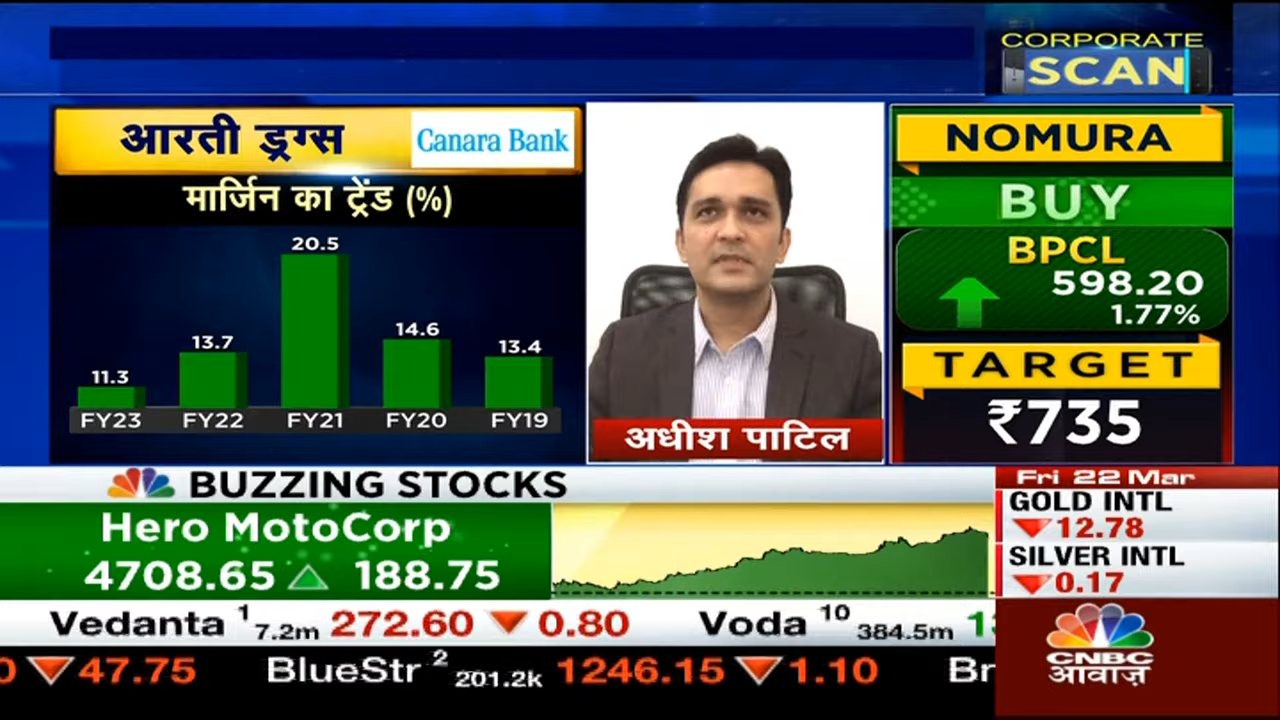 CORPORATE
SCAN
आरती ड्रग्स
Canara Bank
मार्जिन का ट्रेंड (%)
20.5
14.6
13.7
13.4
11.3
FY23 FY22 FY21 FY20 FY19
अधीश पाटिल
NOMURA
BUY
BPCL
598.20
1.77%
TARGET
₹735
BUZZING STOCKS
Hero MotoCorp
4708.65 188.75
Fri 22 Mar
GOLD INTL
12.78
SILVER INTL
0.17
Vedanta 1 7.2m 272.60 0.80 Voda 10 384.5m
47.75 BlueStr 2 201.2k 1246.15 1.10
CNBC
आवाज़